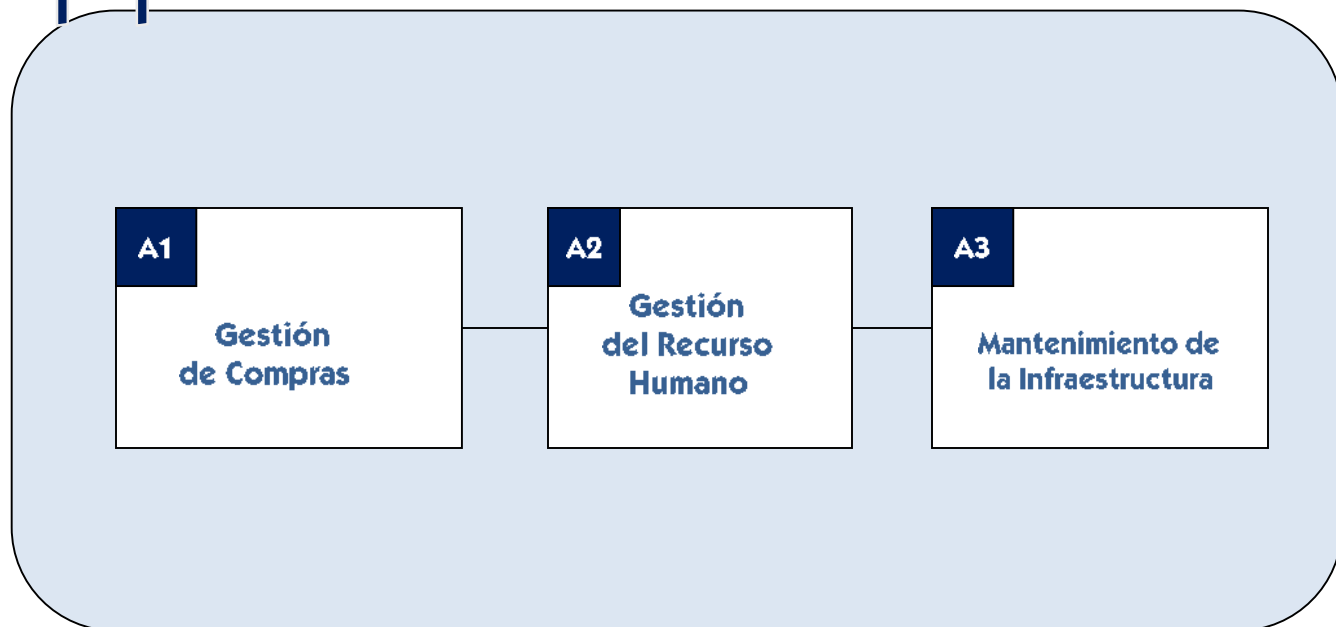 A1
Gestión
de Compras
A2
Gestión
del Recurso
Humano
A3
Mantenimiento de
la Infraestructura